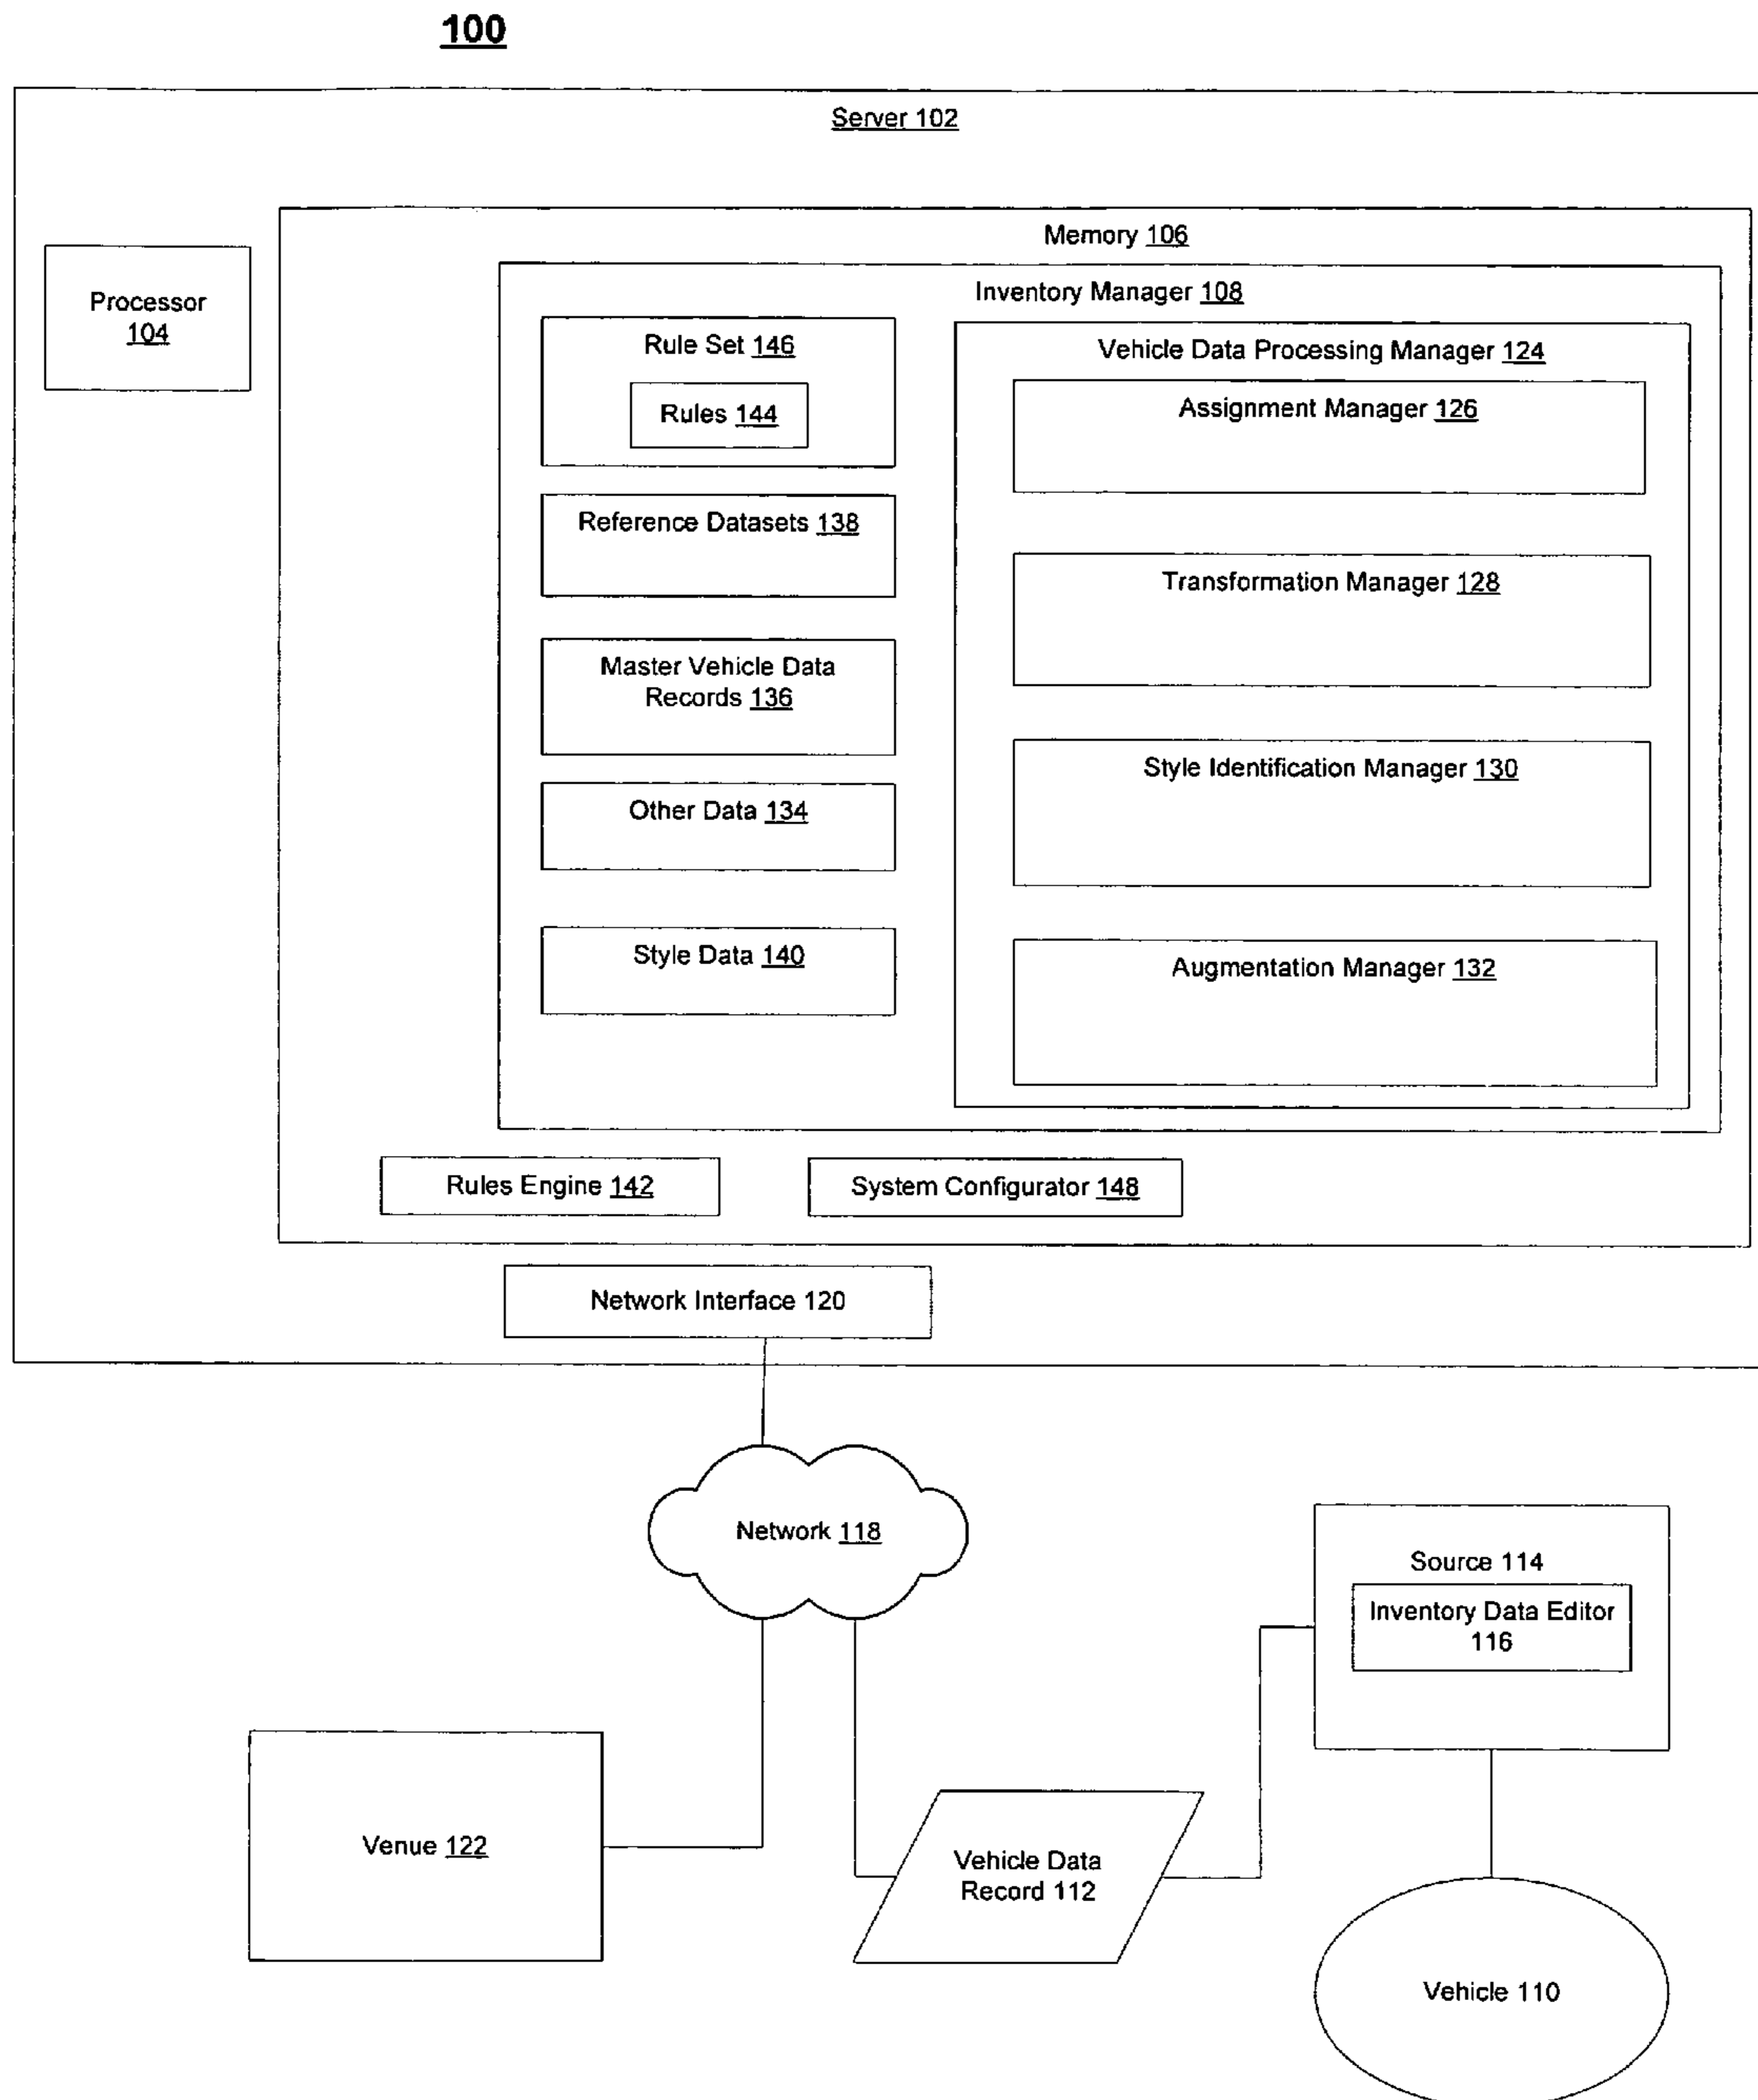 100
Server 102
Memory 106
Processor
104
Inventory Manager 108
Rule Set 146
Rules 144
Reference Datasets 138
Master Vehicle Data
Records 136
Other Data 134
Style Data 140
Vehicle Data Processing Manager 124
Assignment Manager 126
Transformation Manager 128
Style Identification Manager 130
Augmentation Manager 132
Rules Engine 142
System Configurator 148
Network Interface 120
Network 118
Source 114
Inventory Data Editor
116
Venue 122
Vehicle Data
Record 112
Vehicle 110